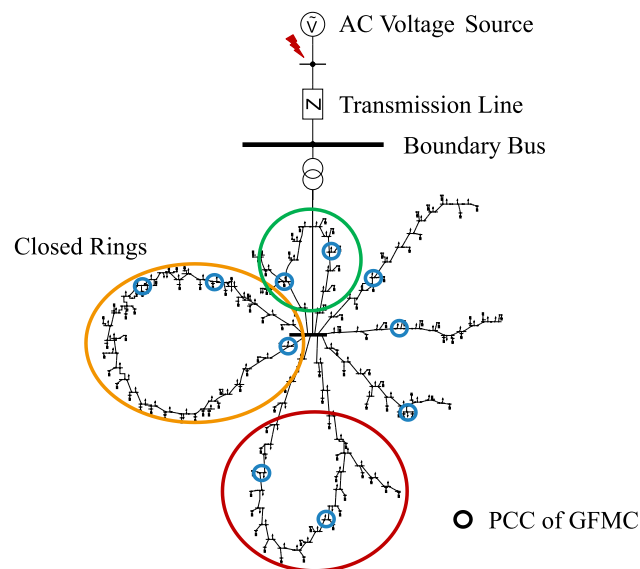 Ṽ
AC Voltage Source
Z
Transmission Line
Boundary Bus
Closed Rings
PCC of GFMC